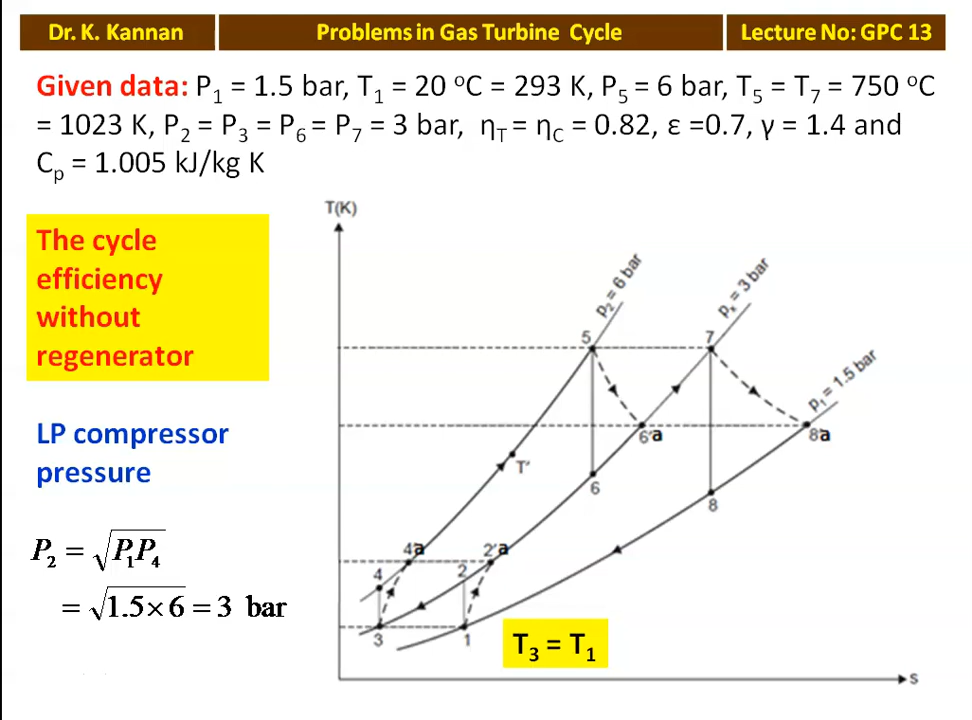 Dr. K. Kannan
Problems in Gas Turbine Cycle
Lecture No: GPC 13
Given data: P₁ = 1.5 bar, T₁ = 20 ºC = 293 K, P₅ = 6 bar, T₅ = T₇ = 750 ºC
= 1023 K, P₂ = P₃ = P₆ = P₇ = 3 bar, η_T = η_C = 0.82, ε =0.7, γ = 1.4 and
Cₚ = 1.005 kJ/kg K
The cycle
efficiency
without
regenerator
LP compressor
pressure
P₂ = √P₁P₄
= √1.5×6 = 3 bar
T(K)
p₂ = 6 bar
pₓ = 3 bar
p₁ = 1.5 bar
5
7
6'a
8a
T'
6
8
4a
2'a
4
2
3
1
T₃ = T₁
s